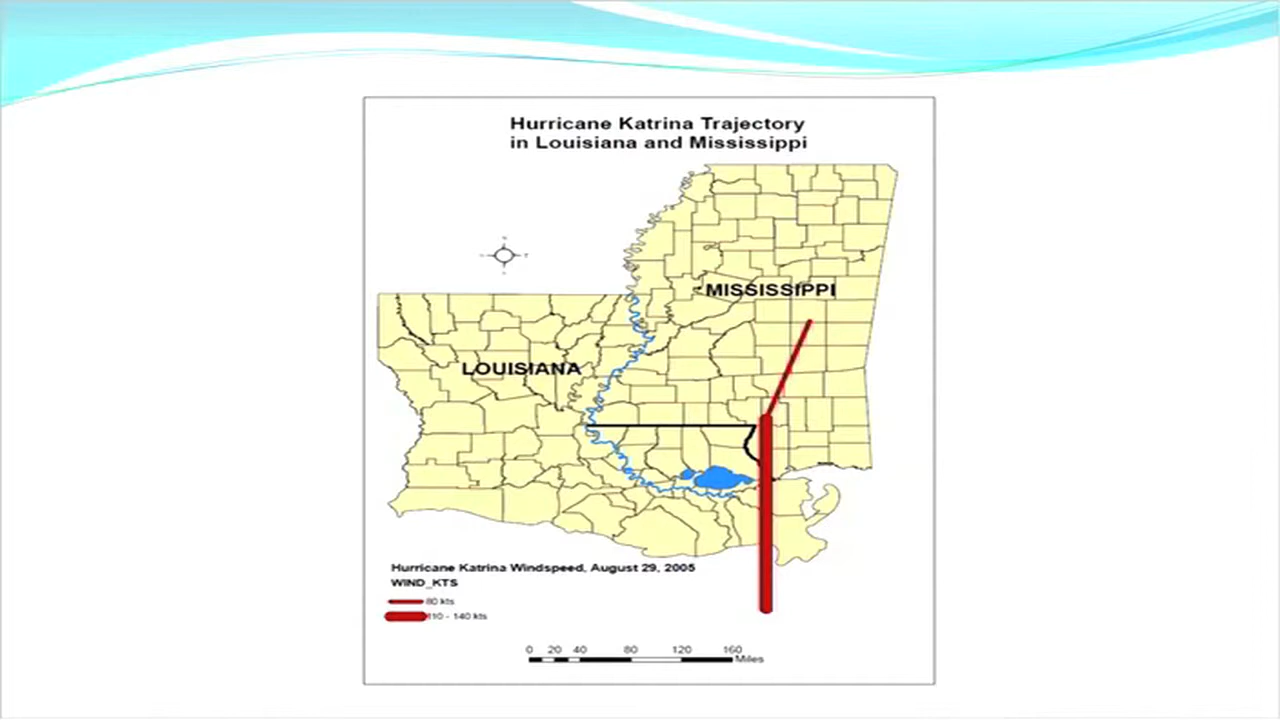 Hurricane Katrina Trajectory
in Louisiana and Mississippi
MISSISSIPPI
LOUISIANA
Hurricane Katrina Windspeed, August 29, 2005
WIND_KTS
80 kts
110 - 140 kts
0 20 40 80 120 160
Miles